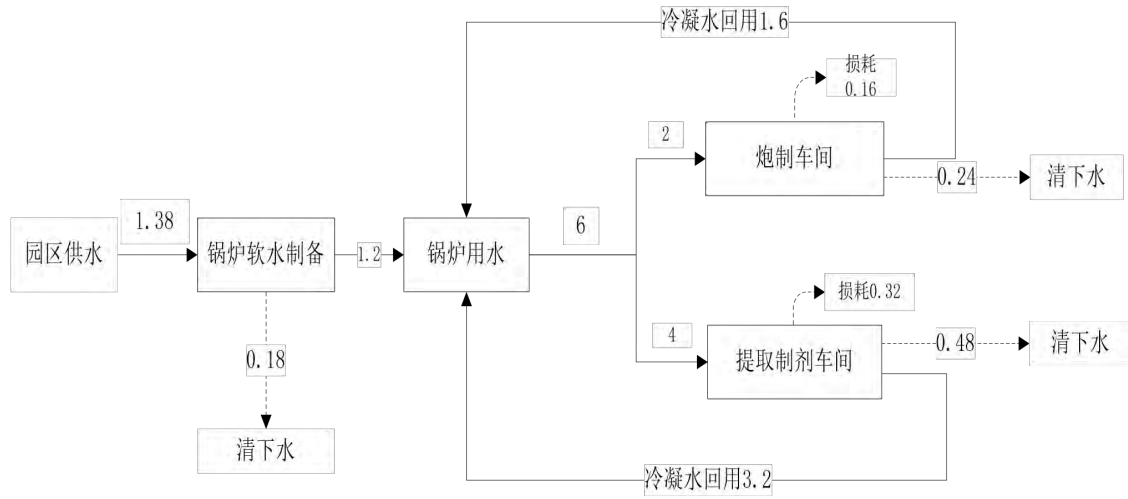 冷凝水回用1.6
损耗
0.16
2
炮制车间
0.24
清下水
1.38
6
园区供水
锅炉软水制备
1.2
锅炉用水
损耗0.32
4
0.48
清下水
提取制剂车间
0.18
清下水
冷凝水回用3.2